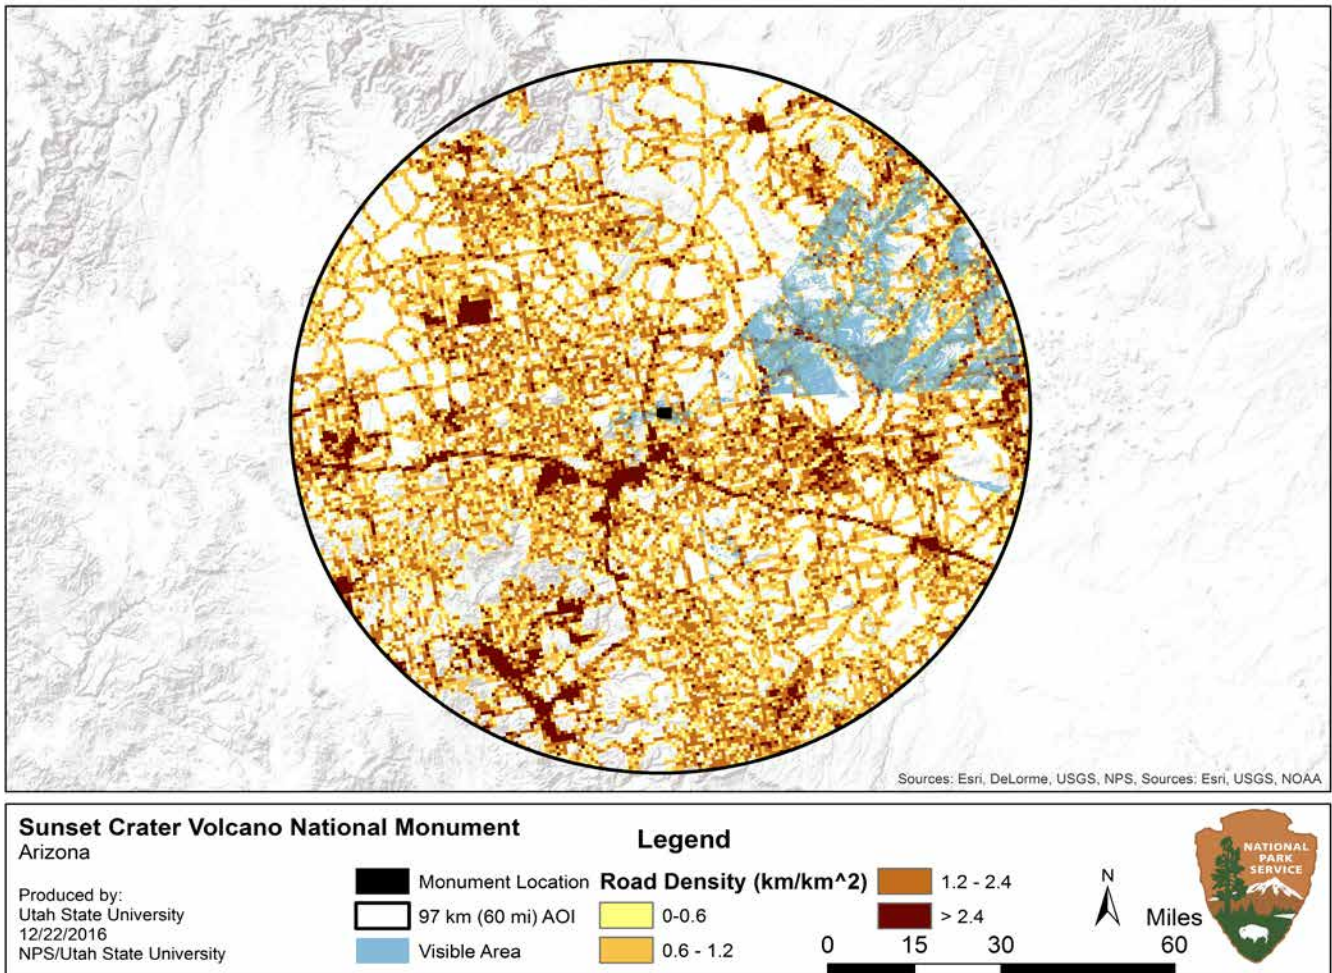 Sources: Esri, DeLorme, USGS, NPS, Sources: Esri, USGS, NOAA
Sunset Crater Volcano National Monument
Arizona
Produced by:
Utah State University
12/22/2016
NPS/Utah State University
Legend
Monument Location
97 km (60 mi) AOI
Visible Area
Road Density (km/km^2)
0-0.6
0.6 - 1.2
1.2 - 2.4
> 2.4
N
Miles
0 15 30 60
NATIONAL
PARK
SERVICE